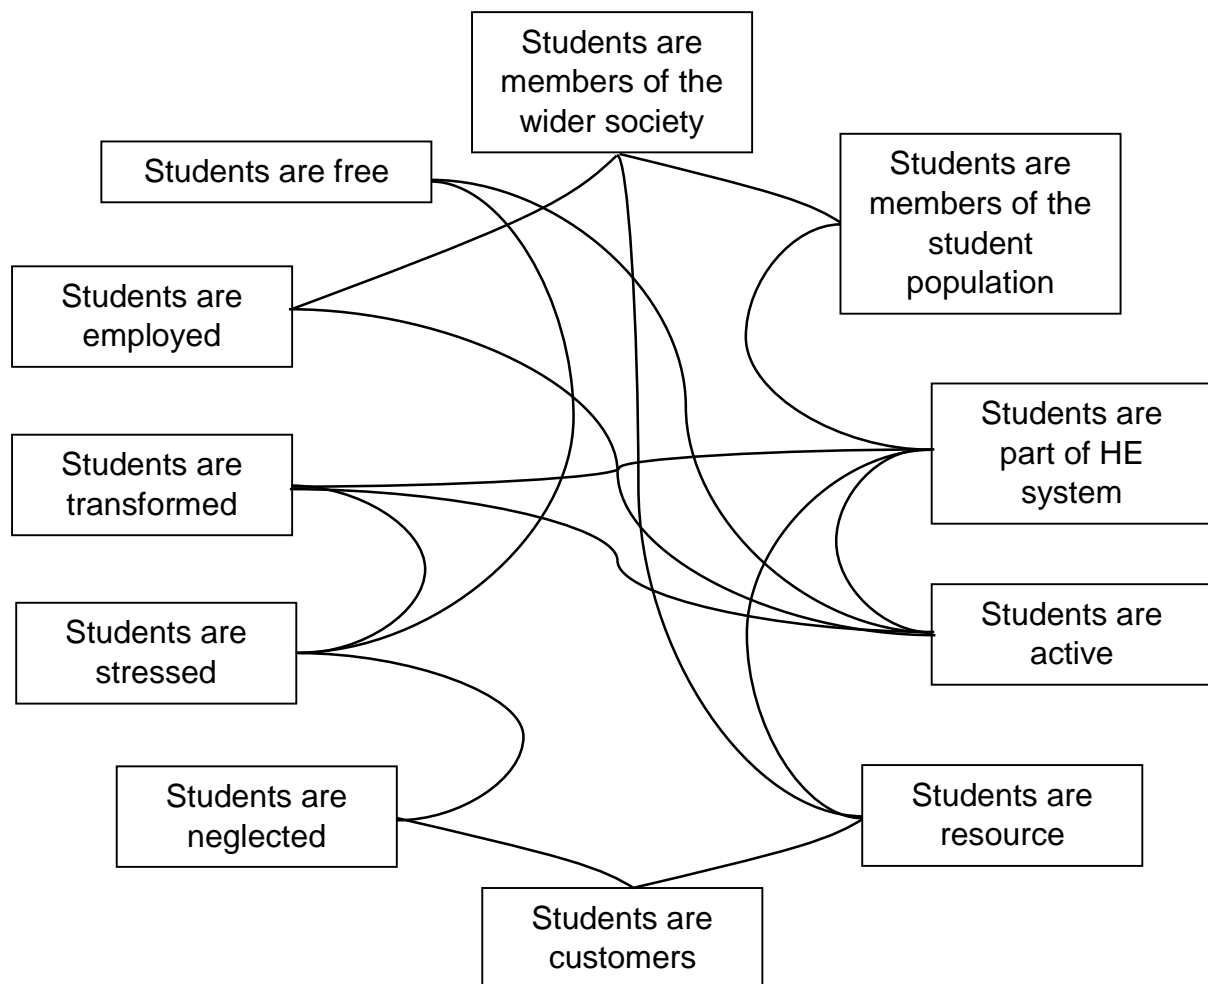 Students are
members of the
wider society
Students are free
Students are
members of the
student
population
Students are
employed
Students are
part of HE
system
Students are
transformed
Students are
active
Students are
stressed
Students are
resource
Students are
neglected
Students are
customers